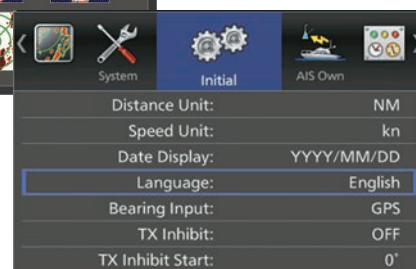 System
Initial
AIS Own
Distance Unit: NM
Speed Unit: kn
Date Display: YYYY/MM/DD
Language: English
Bearing Input: GPS
TX Inhibit: OFF
TX Inhibit Start: 0°